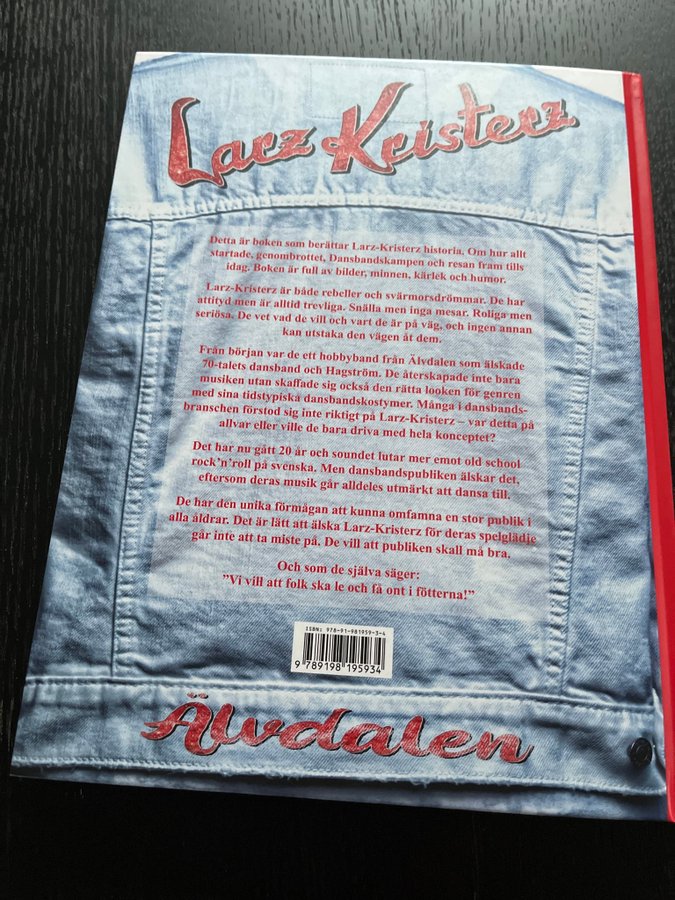 Larz Kristerz
Detta är boken som berättar Larz-Kristerz historia. Om hur allt
startade, genombrottet, Dansbandskampen och resan fram tills
idag. Boken är full av bilder, minnen, kärlek och humor.
Larz-Kristerz är både rebeller och svärmorsdrömmar. De har
attityd men är alltid trevliga. Snälla men inga mesar. Roliga men
seriösa. De vet vad de vill och vart de är på väg, och ingen annan
kan utstaka den vägen åt dem.
Från början var de ett hobbyband från Älvdalen som älskade
70-talets dansband och Hagström. De återskapade inte bara
musiken utan skaffade sig också den rätta looken för genren
med sina tidstypiska dansbandskostymer. Många i dansbands-
branschen förstod sig inte riktigt på Larz-Kristerz – var detta på
allvar eller ville de bara driva med hela konceptet?
Det har nu gått 20 år och soundet lutar mer emot old school
rock'n'roll på svenska. Men dansbandspubliken älskar det,
eftersom deras musik går alldeles utmärkt att dansa till.
De har den unika förmågan att kunna omfamna en stor publik i
alla åldrar. Det är lätt att älska Larz-Kristerz för deras spelglädje
går inte att ta miste på. De vill att publiken skall må bra.
Och som de själva säger:
”Vi vill att folk ska le och få ont i fötterna!”
ISBN: 978-91-981959-3-4
9 789198 195934
Älvdalen